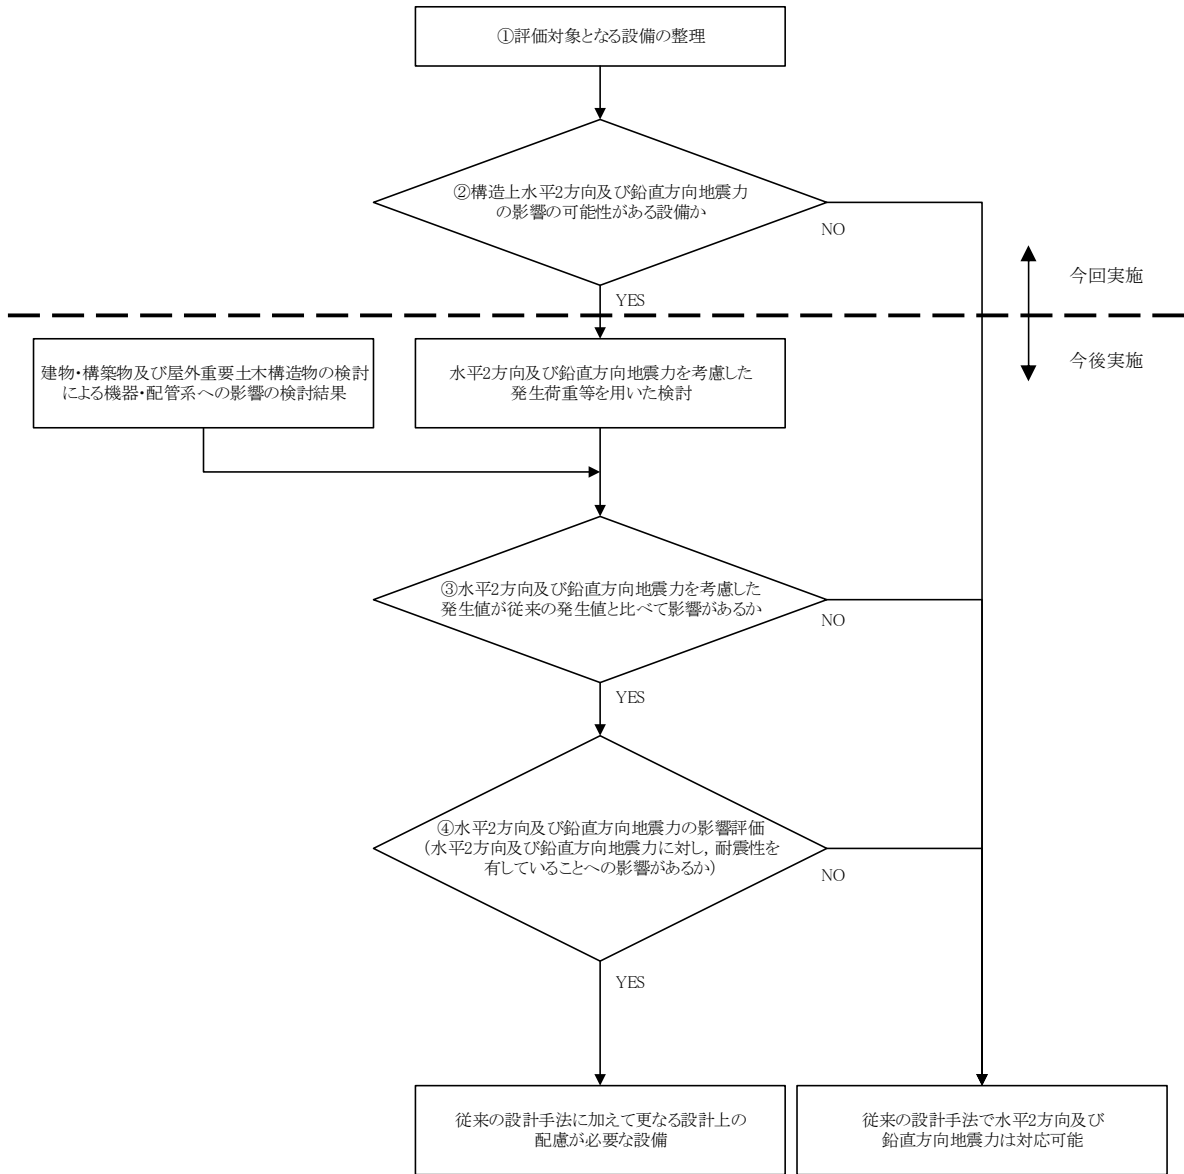 ①評価対象となる設備の整理
②構造上水平2方向及び鉛直方向地震力
の影響の可能性がある設備か
NO
今回実施
YES
今後実施
建物・構築物及び屋外重要土木構造物の検討
による機器・配管系への影響の検討結果
水平2方向及び鉛直方向地震力を考慮した
発生荷重等を用いた検討
③水平2方向及び鉛直方向地震力を考慮した
発生値が従来の発生値と比べて影響があるか
NO
YES
④水平2方向及び鉛直方向地震力の影響評価
（水平2方向及び鉛直方向地震力に対し，耐震性を
有していることへの影響があるか）
NO
YES
従来の設計手法に加えて更なる設計上の
配慮が必要な設備
従来の設計手法で水平2方向及び
鉛直方向地震力は対応可能